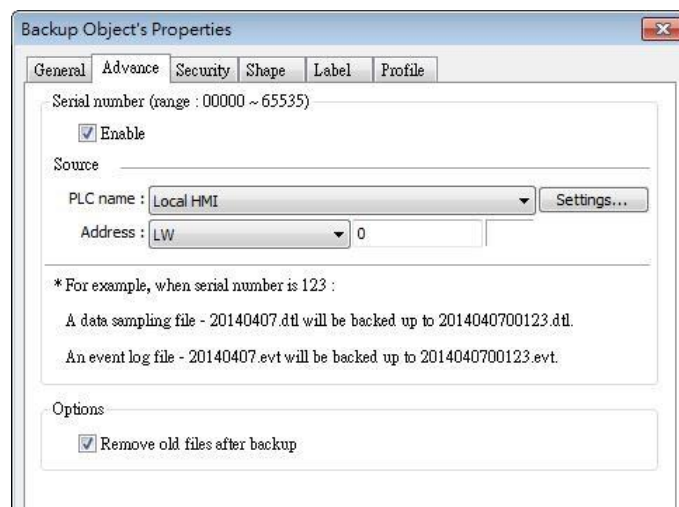 Backup Object's Properties
General Advance Security Shape Label Profile
Serial number (range : 00000 ~ 65535)
Enable
Source
PLC name : Local HMI Settings...
Address : LW 0
* For example, when serial number is 123 :
A data sampling file - 20140407.dtl will be backed up to 2014040700123.dtl.
An event log file - 20140407.evt will be backed up to 2014040700123.evt.
Options
Remove old files after backup